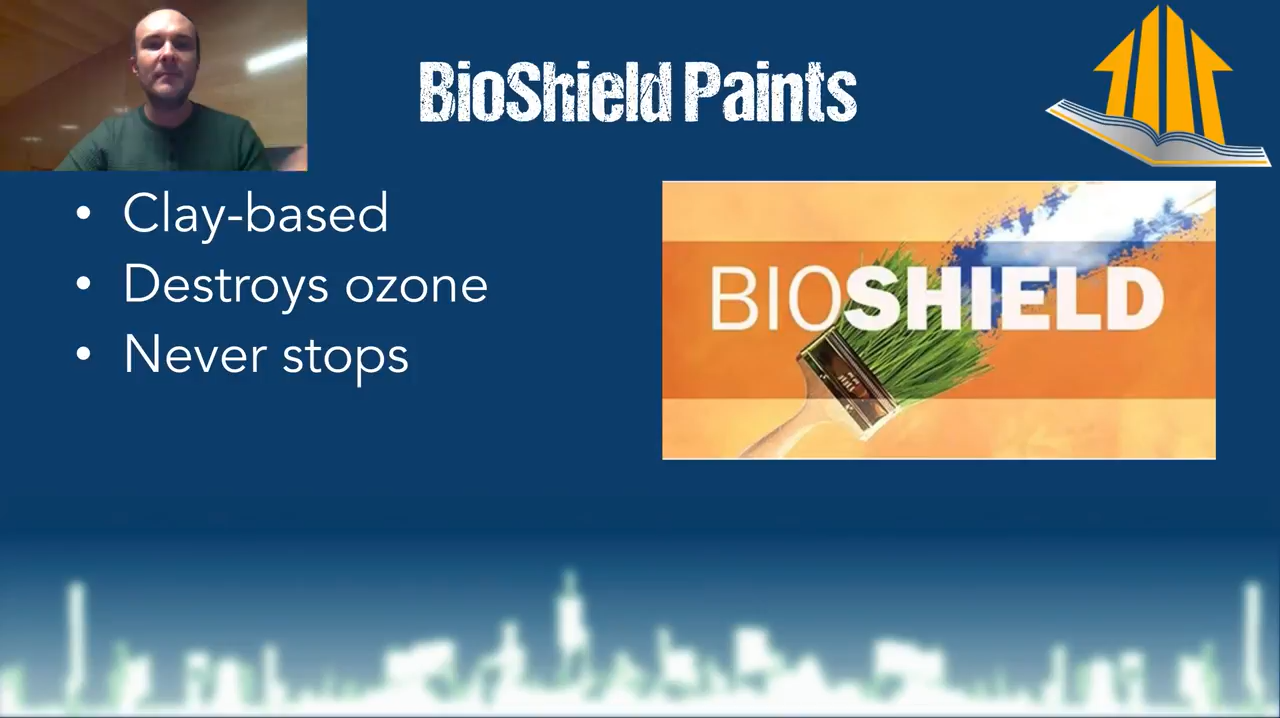 BioShield Paints
• Clay-based
• Destroys ozone
• Never stops
BIOSHIELD